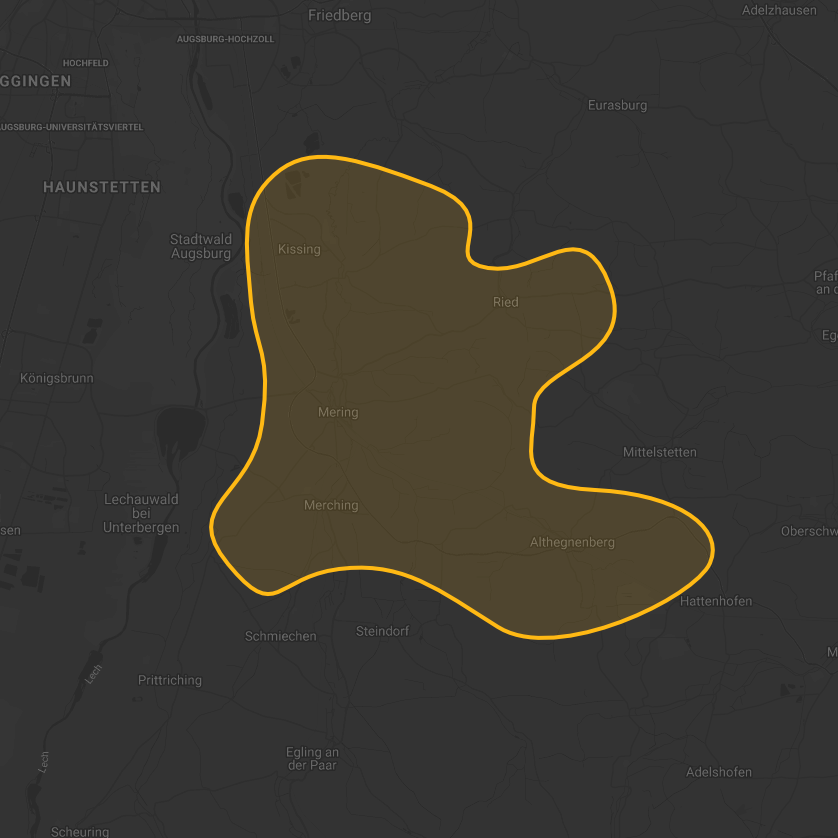 Friedberg
Adelzhausen
AUGSBURG-HOCHZOLL
HOCHFELD
GGINGEN
Eurasburg
UGSBURG-UNIVERSITÄTSVIERTEL
HAUNSTETTEN
Stadtwald
Augsburg
Kissing
Pfaf
an d
Ried
Eg
Königsbrunn
Mering
Mittelstetten
Lechauwald
bei
Unterbergen
Merching
sen
Althegnenberg
Oberschw
Hattenhofen
Schmiechen
Steindorf
M
Lech
Prittriching
Lech
Egling an
der Paar
Adelshofen
Scheuring